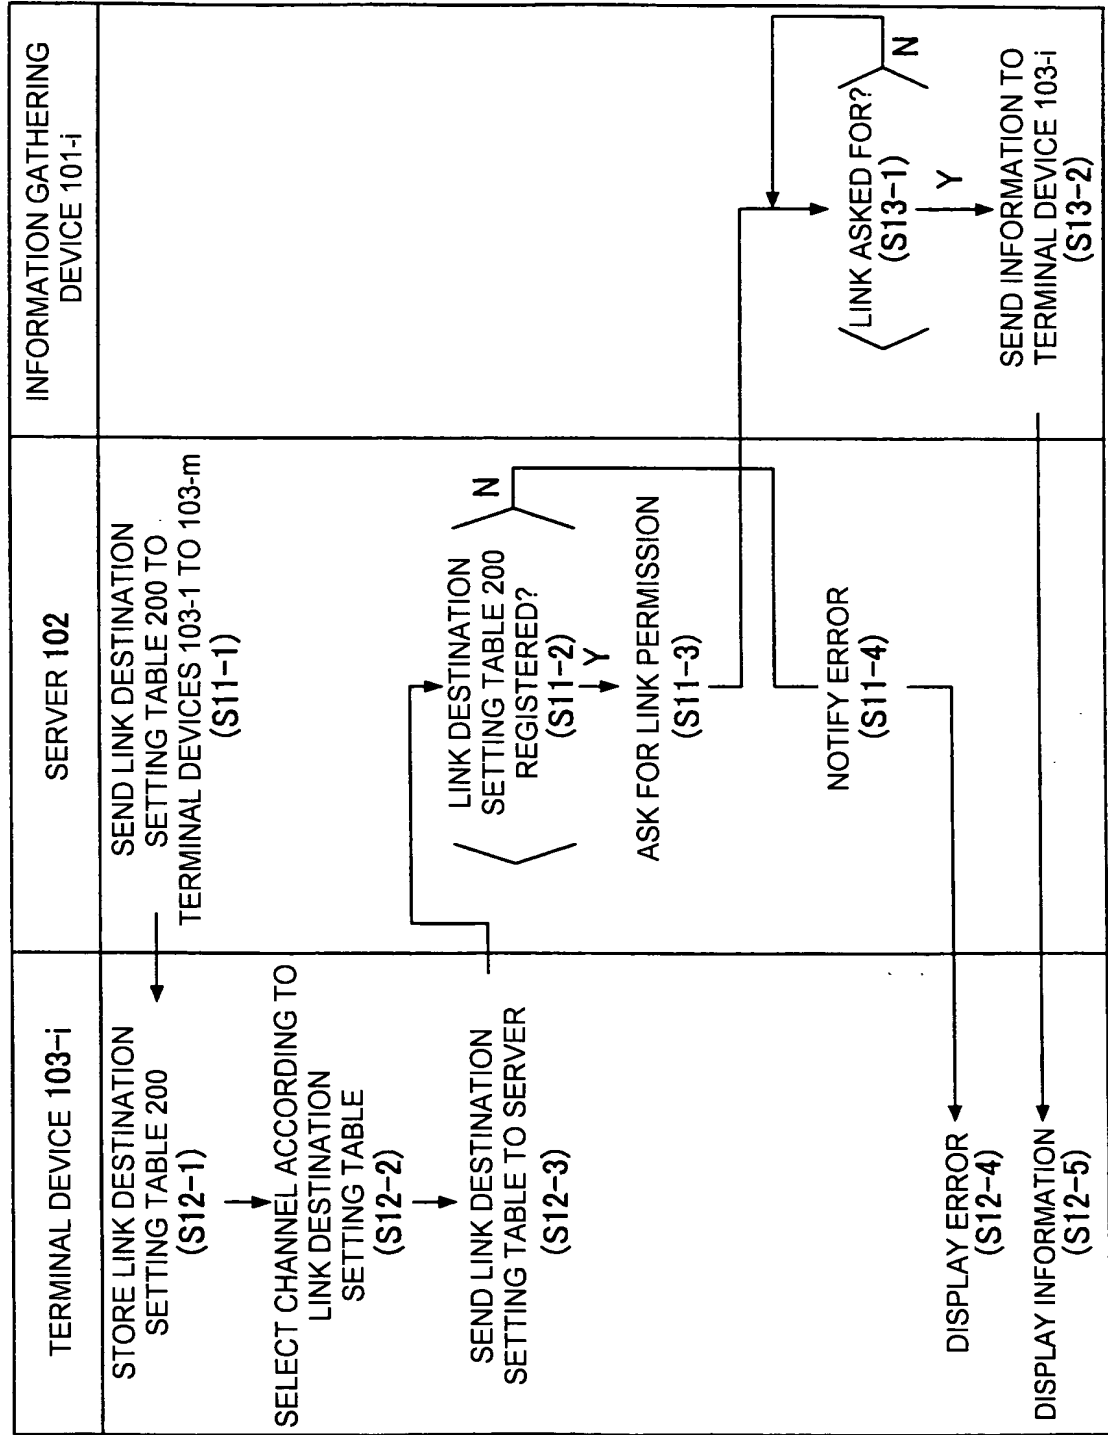 TERMINAL DEVICE 103-i
STORE LINK DESTINATION
SETTING TABLE 200
(S12-1)
SELECT CHANNEL ACCORDING TO
LINK DESTINATION
SETTING TABLE
(S12-2)
SEND LINK DESTINATION
SETTING TABLE TO SERVER
(S12-3)
DISPLAY ERROR
(S12-4)
DISPLAY INFORMATION
(S12-5)
SERVER 102
SEND LINK DESTINATION
SETTING TABLE 200 TO
TERMINAL DEVICES 103-1 TO 103-m
(S11-1)
LINK DESTINATION
SETTING TABLE 200
REGISTERED?
(S11-2)
N
Y
ASK FOR LINK PERMISSION
(S11-3)
NOTIFY ERROR
(S11-4)
INFORMATION GATHERING
DEVICE 101-i
LINK ASKED FOR?
(S13-1)
N
Y
SEND INFORMATION TO
TERMINAL DEVICE 103-i
(S13-2)